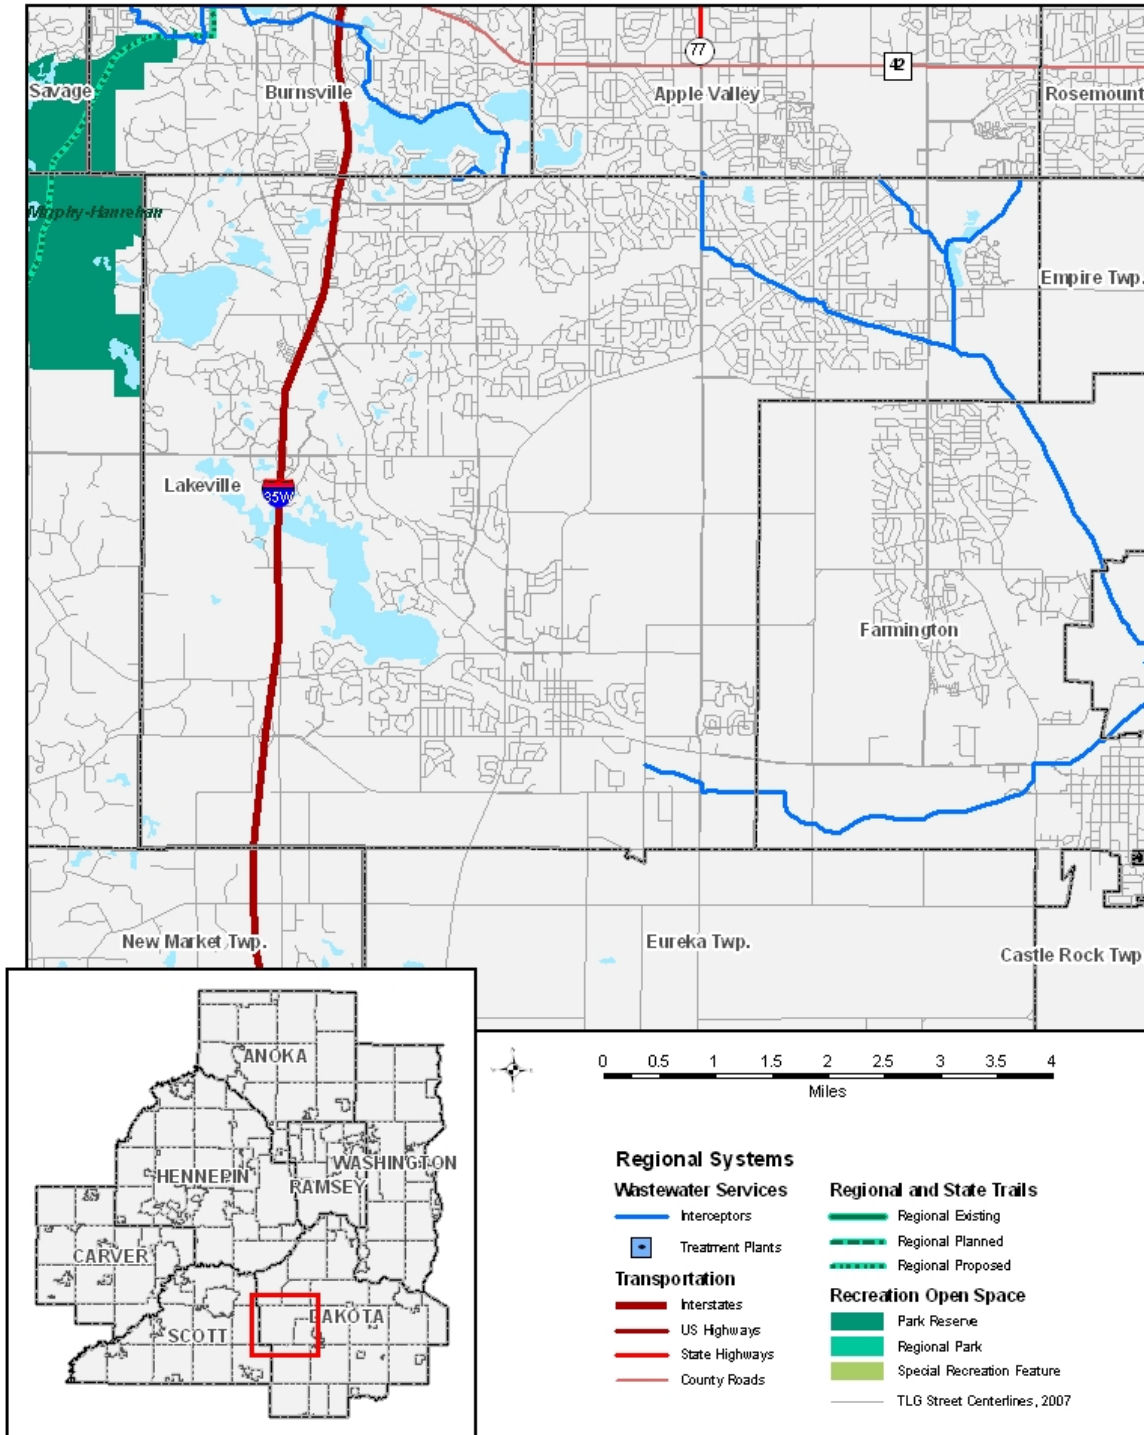 77
42
Savage
Burnsville
Apple Valley
Rosemount
Murphy-Hanrehan
Empire Twp.
Lakeville
35W
Farmington
New Market Twp.
Eureka Twp.
Castle Rock Twp
ANOKA
HENNEPIN
WASHINGTON
RAMSEY
CARVER
SCOTT
DAKOTA
0 0.5 1 1.5 2 2.5 3 3.5 4
Miles
Regional Systems
Wastewater Services
Interceptors
Treatment Plants
Transportation
Interstates
US Highways
State Highways
County Roads
Regional and State Trails
Regional Existing
Regional Planned
Regional Proposed
Recreation Open Space
Park Reserve
Regional Park
Special Recreation Feature
TLG Street Centerlines, 2007